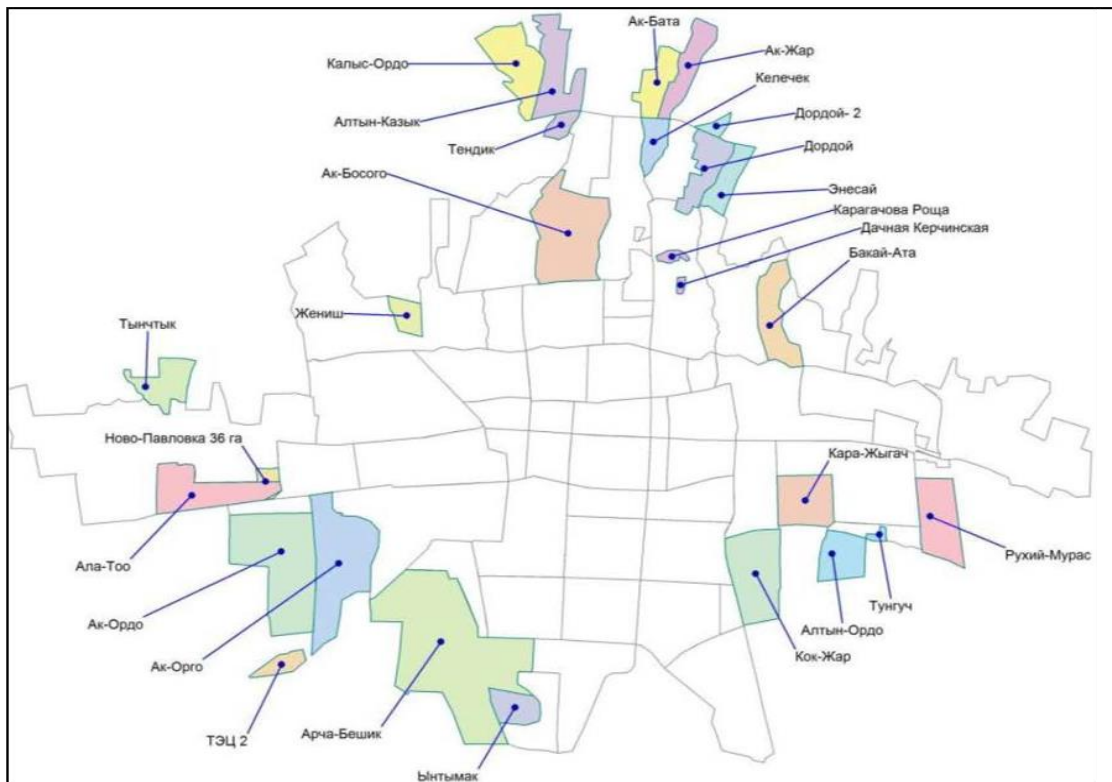 Ак-Бата
Ак-Жар
Калыс-Ордо
Келечек
Дордой- 2
Алтын-Казык
Дордой
Тендик
Ак-Босого
Энесай
Карагачова Роща
Дачная Керчинская
Бакай-Ата
Жениш
Тынчтык
Ново-Павловка 36 га
Кара-Жыгач
Рухий-Мурас
Ала-Тоо
Тунгуч
Ак-Ордо
Алтын-Ордо
Кок-Жар
Ак-Орго
Арча-Бешик
ТЭЦ 2
Ынтымак